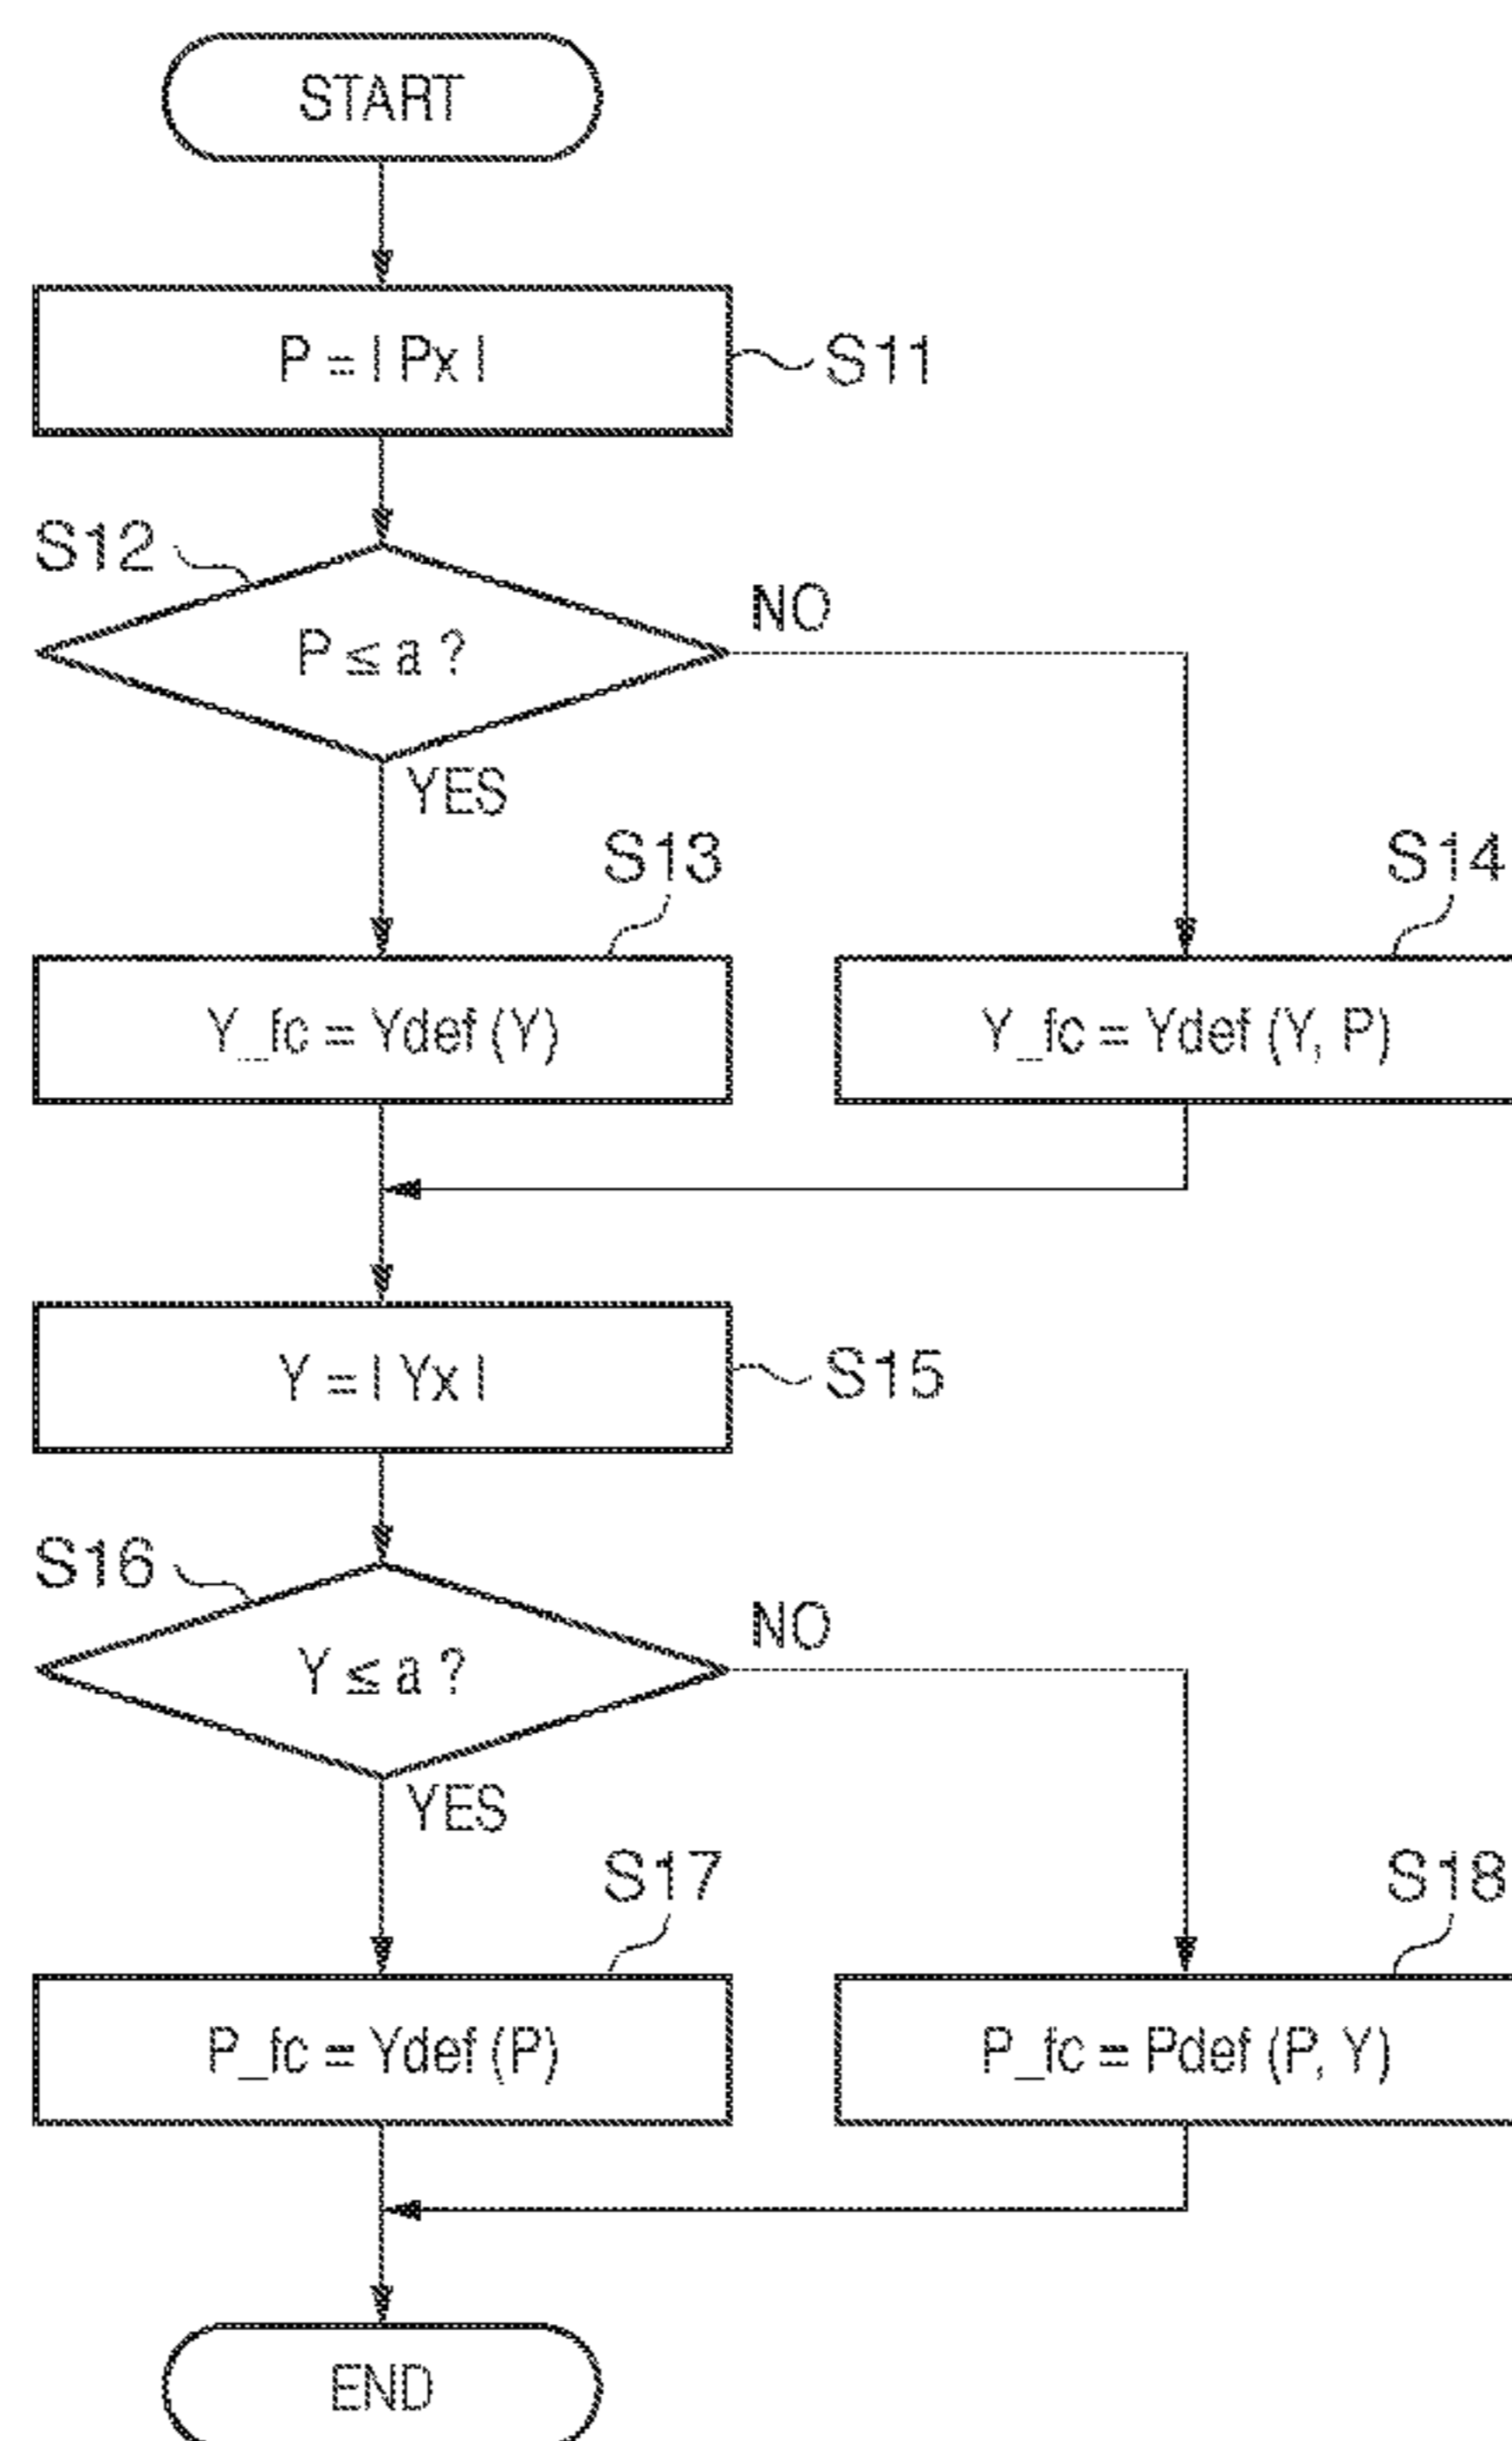 START
P = | Px |
S11
S12
P ≤ a ?
NO
YES
S13
S14
Y_fc = Ydef (Y)
Y_fc = Ydef (Y, P)
Y = | Yx |
S15
S16
Y ≤ a ?
NO
YES
S17
S18
P_fc = Ydef (P)
P_fc = Pdef (P, Y)
END